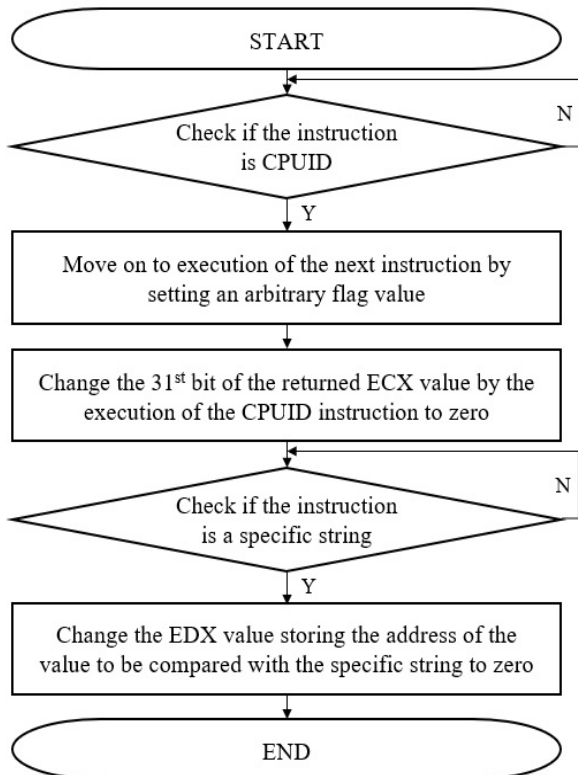 START
N
Check if the instruction
is CPUID
Y
Move on to execution of the next instruction by
setting an arbitrary flag value
Change the 31st bit of the returned ECX value by the
execution of the CPUID instruction to zero
N
Check if the instruction
is a specific string
Y
Change the EDX value storing the address of the
value to be compared with the specific string to zero
END